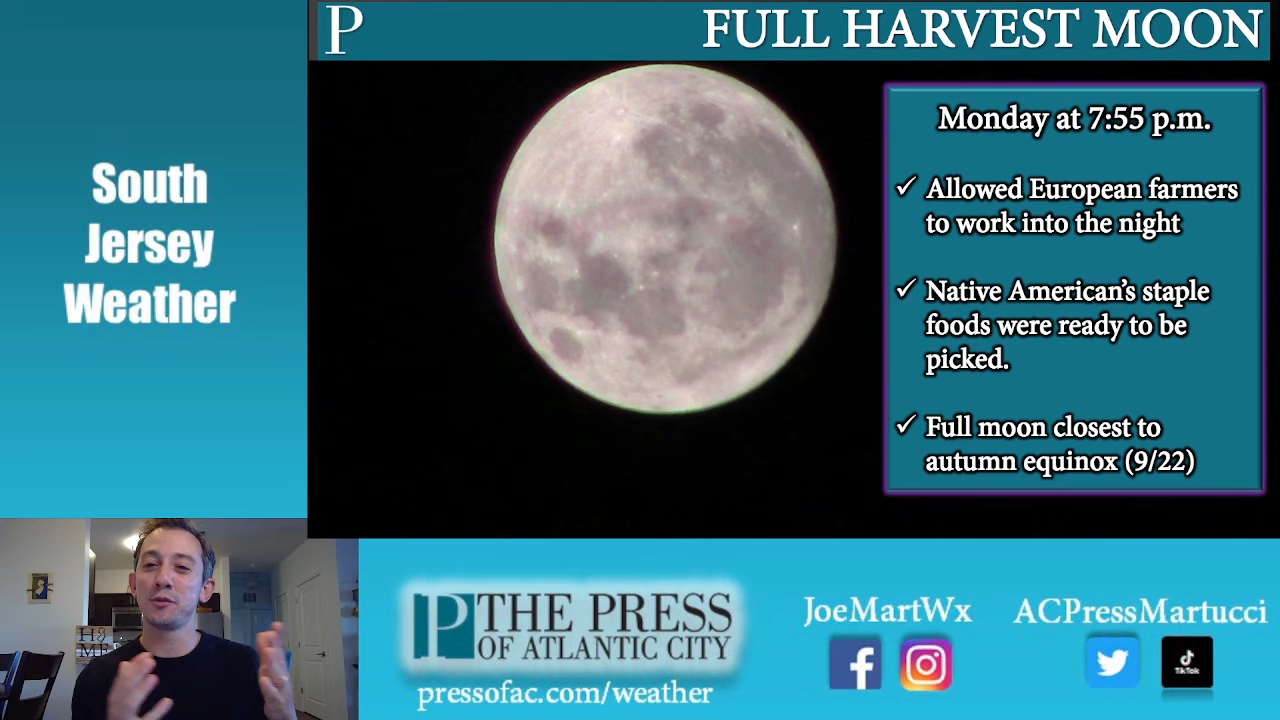 P
FULL HARVEST MOON
South
Jersey
Weather
Monday at 7:55 p.m.
✓ Allowed European farmers
to work into the night
✓ Native American's staple
foods were ready to be
picked.
✓ Full moon closest to
autumn equinox (9/22)
P THE PRESS
OF ATLANTIC CITY
pressofac.com/weather
JoeMartWx
ACPressMartucci
TikTok